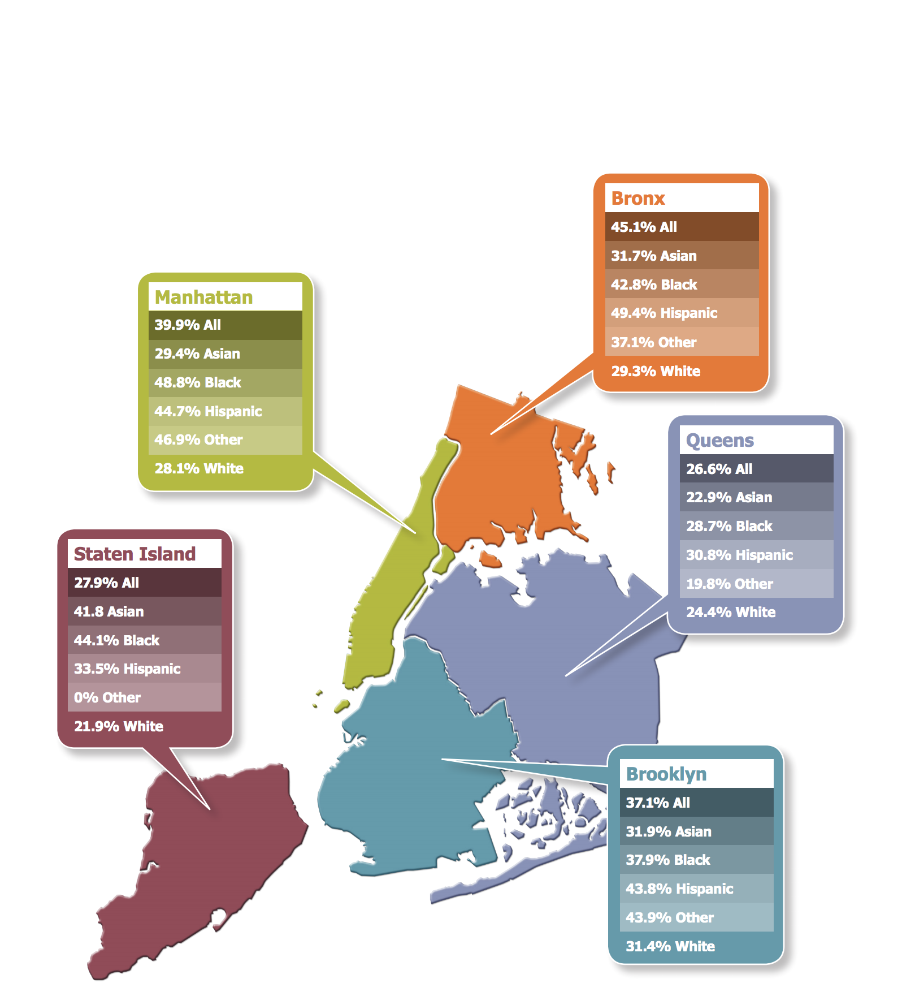 Bronx
45.1% All
31.7% Asian
42.8% Black
49.4% Hispanic
37.1% Other
29.3% White
Manhattan
39.9% All
29.4% Asian
48.8% Black
44.7% Hispanic
46.9% Other
28.1% White
Queens
26.6% All
22.9% Asian
28.7% Black
30.8% Hispanic
19.8% Other
24.4% White
Staten Island
27.9% All
41.8 Asian
44.1% Black
33.5% Hispanic
0% Other
21.9% White
Brooklyn
37.1% All
31.9% Asian
37.9% Black
43.8% Hispanic
43.9% Other
31.4% White